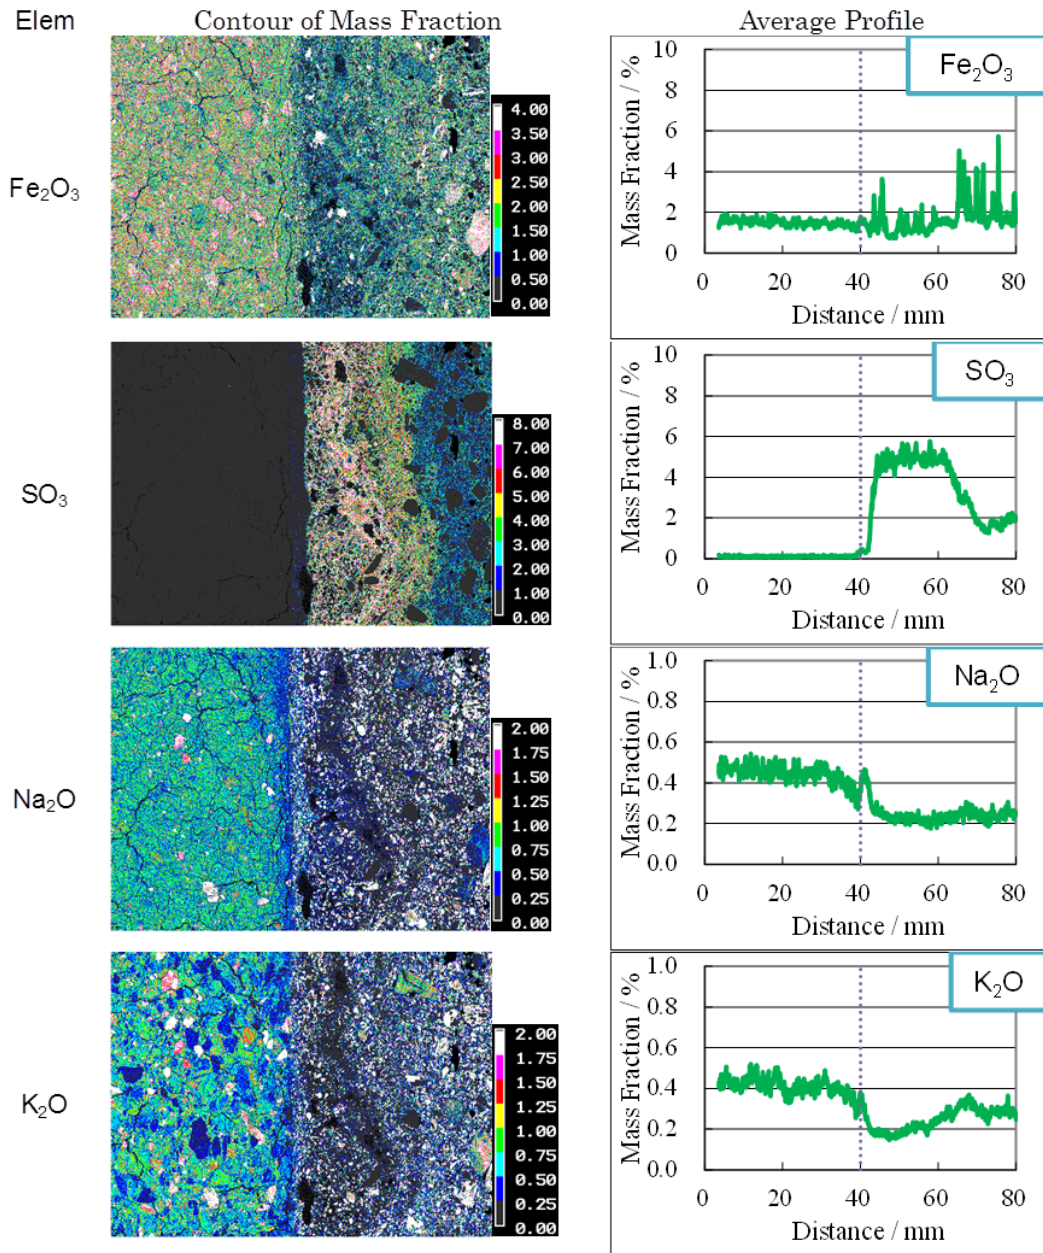 Elem Contour of Mass Fraction Average Profile
Fe₂O₃
4.00
3.50
3.00
2.50
2.00
1.50
1.00
0.50
0.00
Mass Fraction / %
10
8
6
4
2
0
0 20 40 60 80
Distance / mm
Fe₂O₃
SO₃
8.00
7.00
6.00
5.00
4.00
3.00
2.00
1.00
0.00
Mass Fraction / %
10
8
6
4
2
0
0 20 40 60 80
Distance / mm
SO₃
Na₂O
2.00
1.75
1.50
1.25
1.00
0.75
0.50
0.25
0.00
Mass Fraction / %
1.0
0.8
0.6
0.4
0.2
0.0
0 20 40 60 80
Distance / mm
Na₂O
K₂O
2.00
1.75
1.50
1.25
1.00
0.75
0.50
0.25
0.00
Mass Fraction / %
1.0
0.8
0.6
0.4
0.2
0.0
0 20 40 60 80
Distance / mm
K₂O